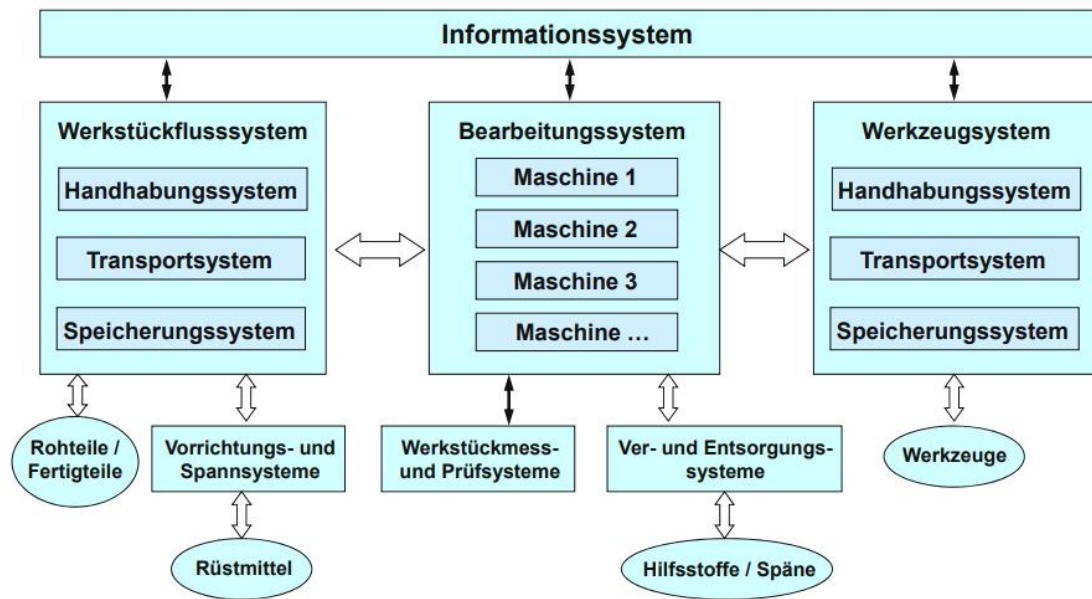 Informationssystem
Werkstückflusssystem
Handhabungssystem
Transportsystem
Speicherungssystem
Bearbeitungssystem
Maschine 1
Maschine 2
Maschine 3
Maschine …
Werkzeugsystem
Handhabungssystem
Transportsystem
Speicherungssystem
Rohteile /
Fertigteile
Vorrichtungs- und
Spannsysteme
Werkstückmess-
und Prüfsysteme
Ver- und Entsorgungs-
systeme
Werkzeuge
Rüstmittel
Hilfsstoffe / Späne